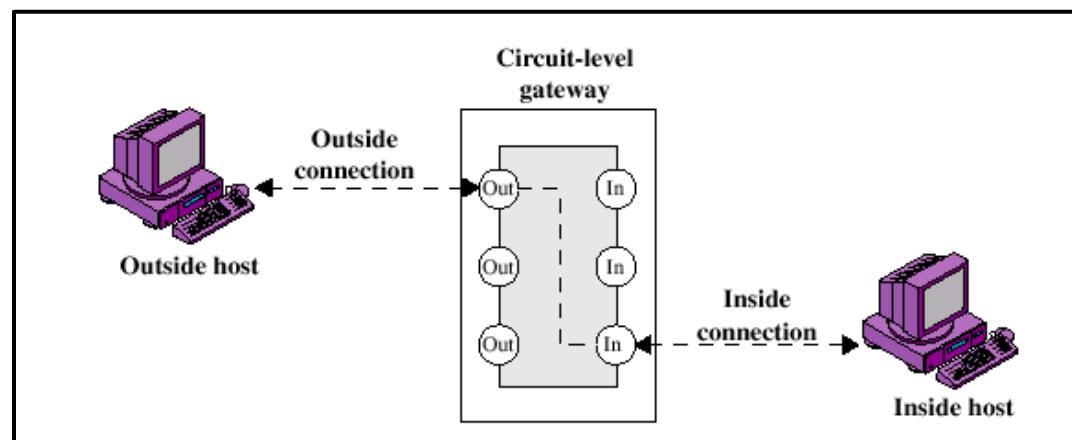 Circuit-level
gateway
Outside
connection
Out
In
Outside host
Out
In
Inside
connection
Out
In
Inside host